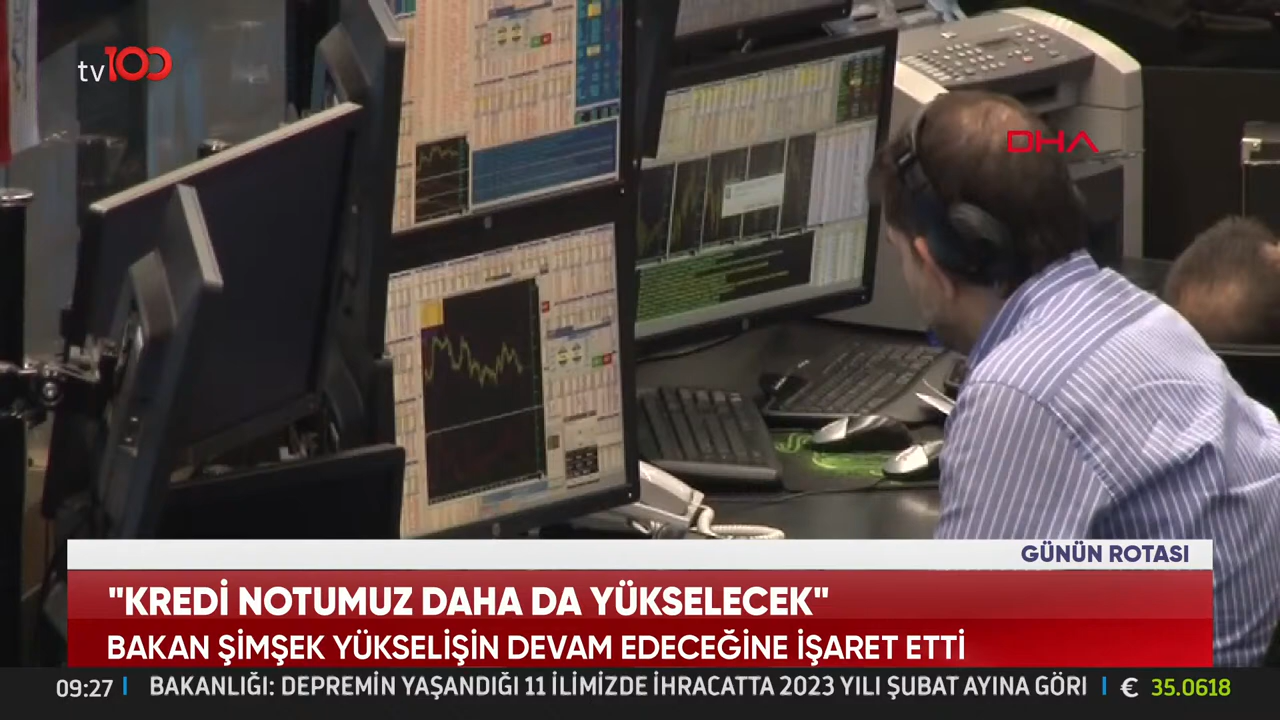 tv100
DHA
GÜNÜN ROTASI
"KREDİ NOTUMUZ DAHA DA YÜKSELECEK"
BAKAN ŞİMŞEK YÜKSELİŞİN DEVAM EDECEĞİNE İŞARET ETTİ
09:27 BAKANLIĞI: DEPREMİN YAŞANDIĞI 11 İLİMİZDE İHRACATTA 2023 YILI ŞUBAT AYINA GÖRI € 35.0618